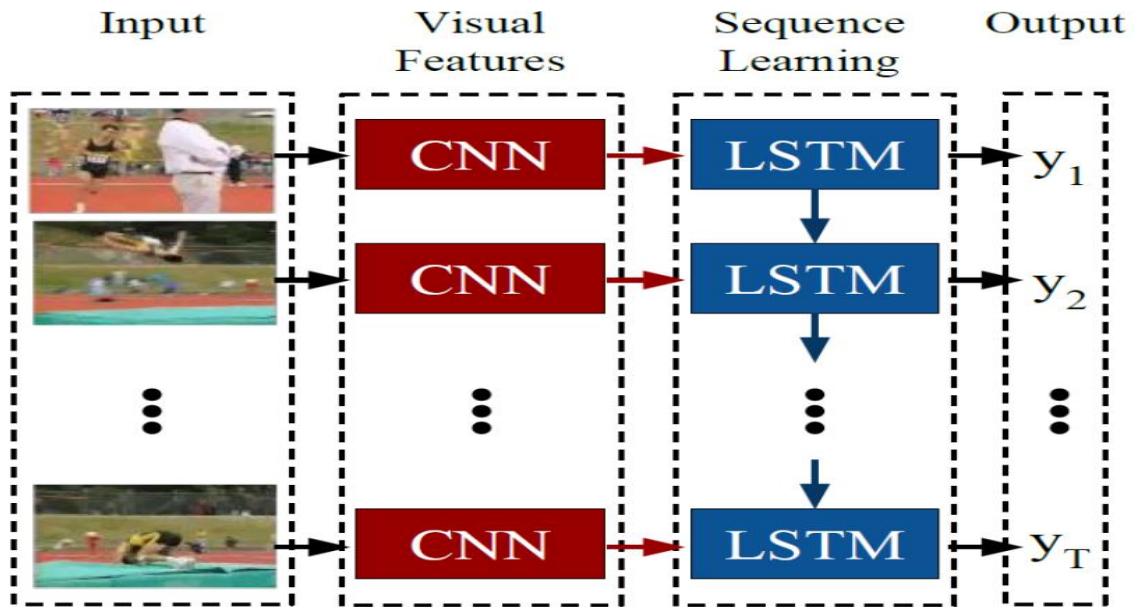 Input
Visual
Features
Sequence
Learning
Output
CNN
LSTM
y1
CNN
LSTM
y2
CNN
LSTM
yT